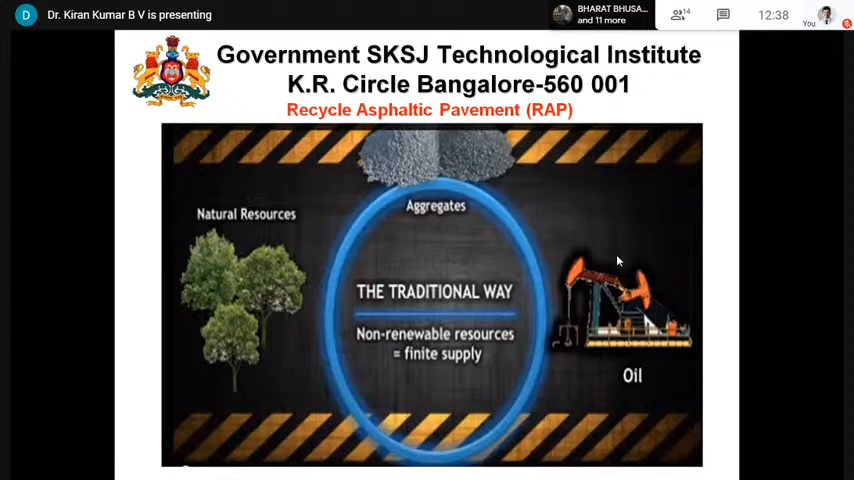 D Dr. Kiran Kumar B V is presenting
BHARAT BHUSA...
and 11 more
14
12:38
You
Government SKSJ Technological Institute
K.R. Circle Bangalore-560 001
Recycle Asphaltic Pavement (RAP)
Aggregates
Natural Resources
THE TRADITIONAL WAY
Non-renewable resources
= finite supply
Oil